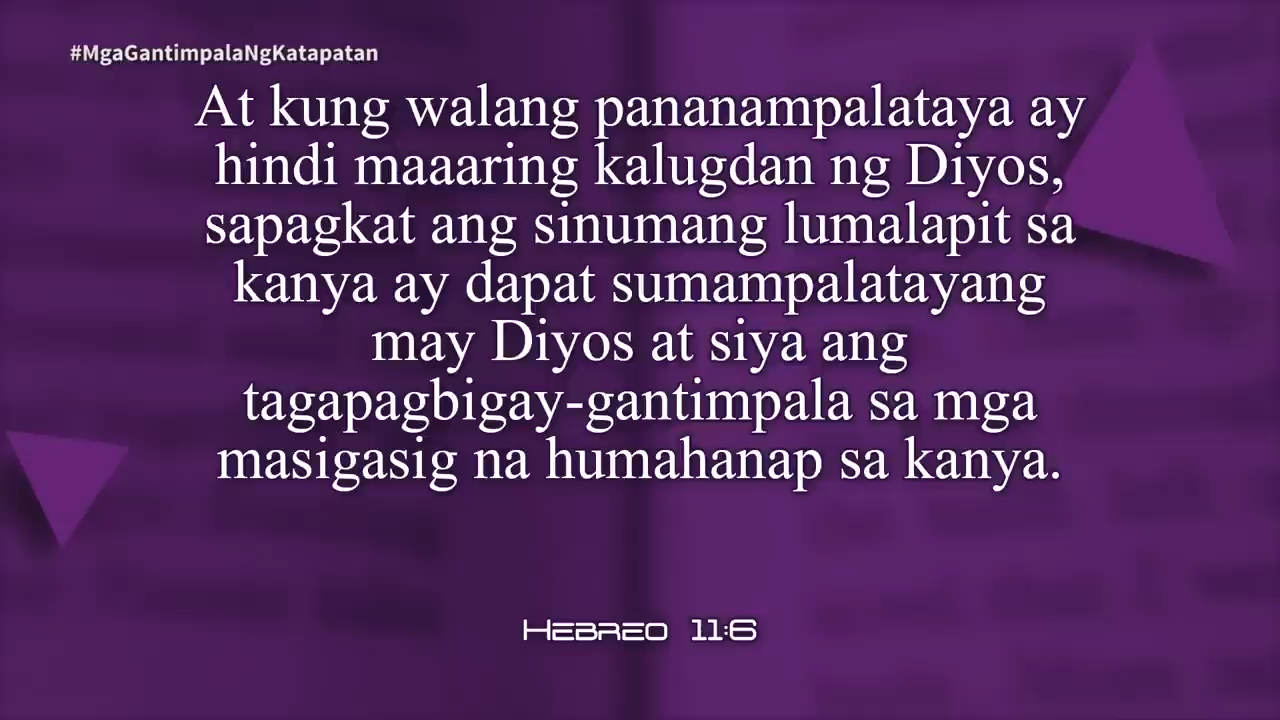 #MgaGantimpalaNgKatapatan
At kung walang pananampalataya ay
hindi maaaring kalugdan ng Diyos,
sapagkat ang sinumang lumalapit sa
kanya ay dapat sumampalatayang
may Diyos at siya ang
tagapagbigay-gantimpala sa mga
masigasig na humahanap sa kanya.
Hebreo 11:6